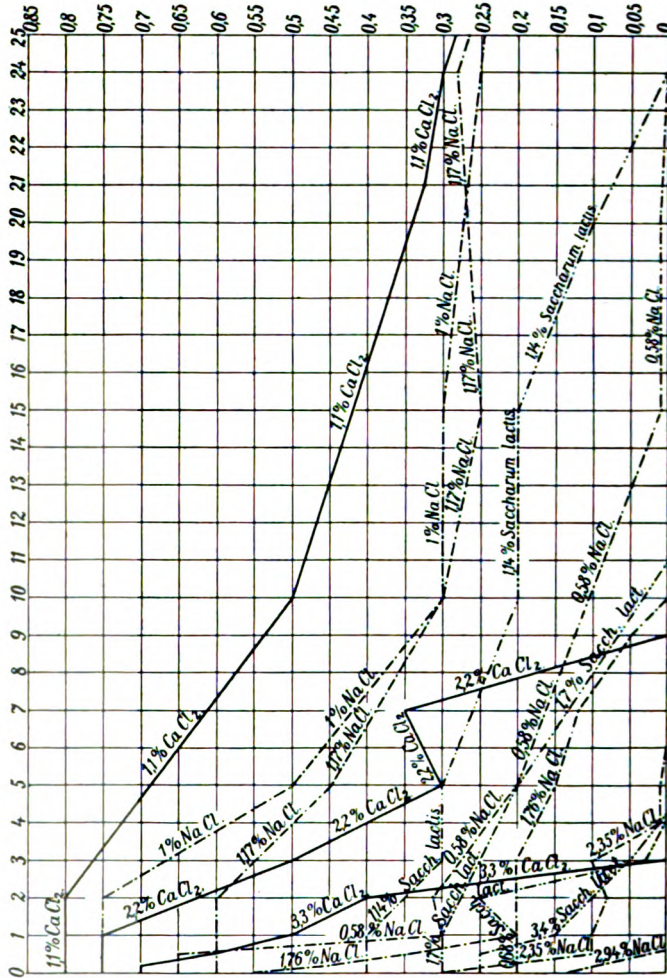 0,85 0,8 0,75 0,7 0,65 0,6 0,55 0,5 0,45 0,4 0,35 0,3 0,25 0,2 0,15 0,1 0,05 0
25
24
23
22
21
20
19
18
17
16
15
14
13
12
11
10
9
8
7
6
5
4
3
2
1
0
1,1% CaCl₂
1,17% NaCl.
1,1% CaCl₂
1% NaCl.
1,17% NaCl.
11,4% Saccharum lactis
0,58% NaCl.
1% NaCl.
1,17% NaCl.
11,4% Saccharum lactis
0,58% NaCl.
1,1% CaCl₂
1% NaCl.
1,17% NaCl.
2,2% CaCl₂
2,2% CaCl₂
0,58% NaCl.
1,7% Sacch. lact.
1,76% NaCl.
1% NaCl.
1,17% NaCl.
2,2% CaCl₂
11,4% Sacch. lactis
0,58% NaCl.
2,35% NaCl.
2,2% CaCl₂
3,3% CaCl₂
3,3% CaCl₂
Sacch. lact.
34% Sacch. lactis
1,1% CaCl₂
0,58% NaCl.
1,76% NaCl.
2,35% NaCl.
2,94% NaCl.